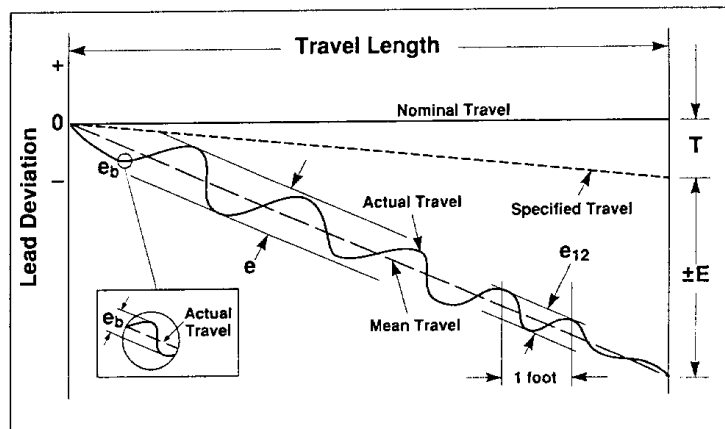 Travel Length
+
0
−
Lead Deviation
Nominal Travel
T
Specified Travel
±E
e_b
Actual Travel
e
Mean Travel
e₁₂
1 foot
e_b
Actual
Travel